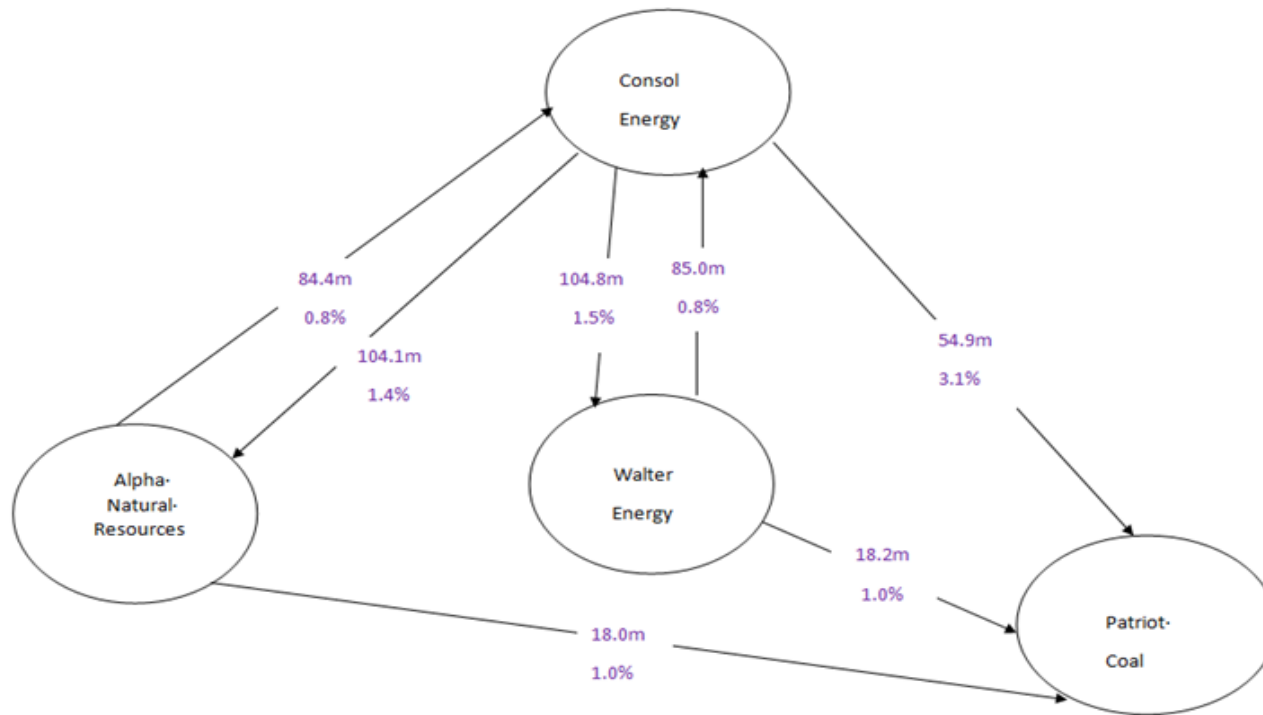 Consol
Energy
84.4m
0.8%
104.1m
1.4%
104.8m
1.5%
85.0m
0.8%
54.9m
3.1%
Alpha·
Natural·
Resources
Walter
Energy
18.2m
1.0%
18.0m
1.0%
Patriot·
Coal